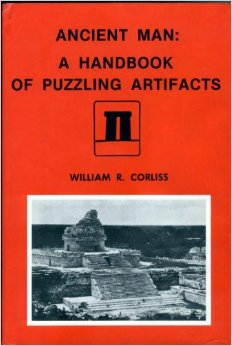 ANCIENT MAN:
A HANDBOOK
OF PUZZLING ARTIFACTS
WILLIAM R. CORLISS